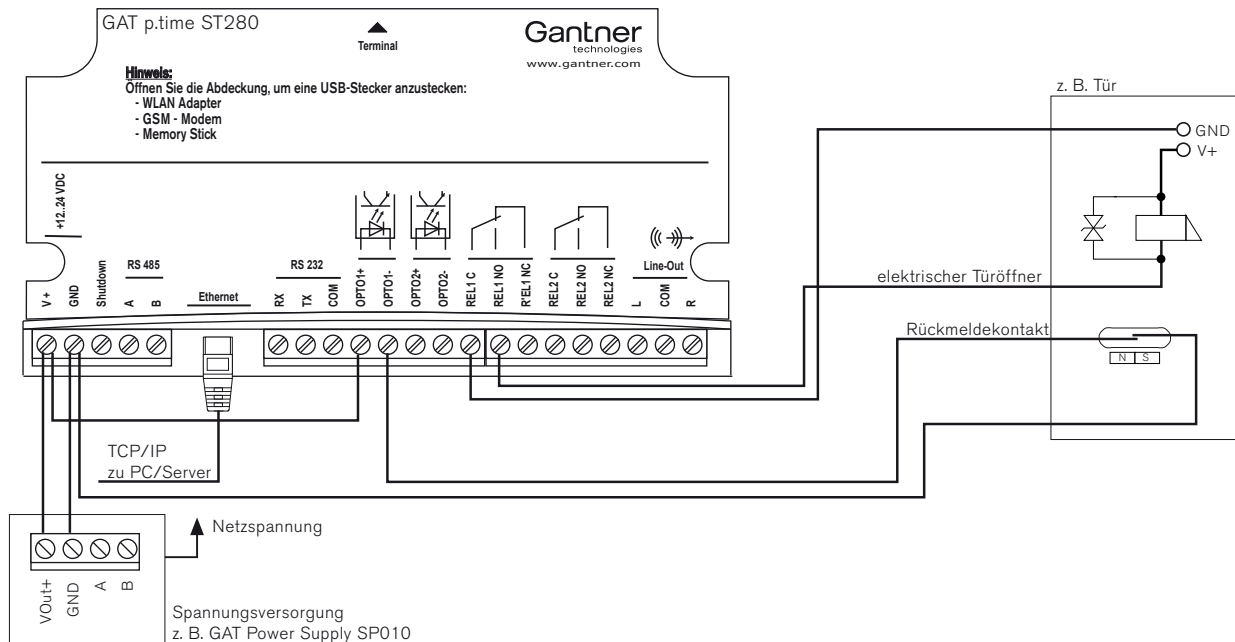 GAT p.time ST280
Terminal
Gantner
technologies
www.gantner.com
Hinweis:
Öffnen Sie die Abdeckung, um eine USB-Stecker anzustecken:
- WLAN Adapter
- GSM - Modem
- Memory Stick
z. B. Tür
GND
V+
+12..24 VDC
RS 485
Ethernet
RS 232
Line-Out
V +
GND
Shutdown
A
B
RX
TX
COM
OPTO1+
OPTO1-
OPTO2+
OPTO2-
REL1 C
REL1 NO
R'EL1 NC
REL2 C
REL2 NO
REL2 NC
L
COM
R
elektrischer Türöffner
Rückmeldekontakt
N S
TCP/IP
zu PC/Server
Netzspannung
VOut+
GND
A
B
Spannungsversorgung
z. B. GAT Power Supply SP010